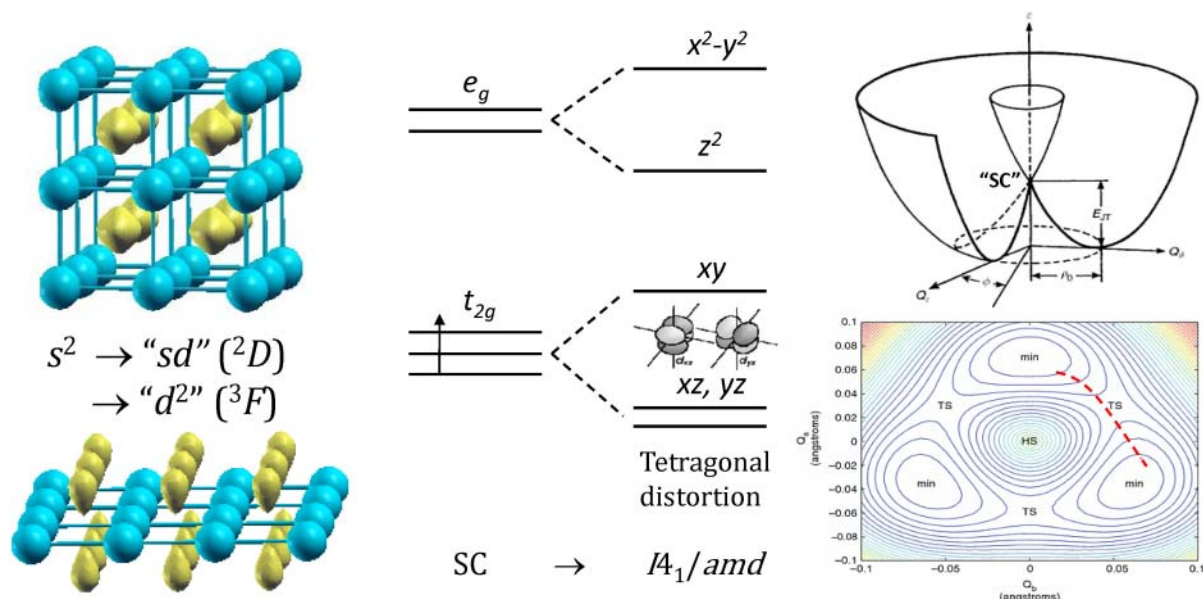 s² → “sd” (²D)
→ “d²” (³F)
e_g
x²-y²
z²
t_2g
xy
d_xz
d_yz
xz, yz
Tetragonal
distortion
SC → I4₁/amd
ε
“SC”
E_JT
Q_θ
Q_ε
φ
ρ₀
0.1
0.08
0.06
0.04
0.02
0
−0.02
−0.04
−0.06
−0.08
−0.1
Q_a
(angstroms)
min
TS
TS
HS
min
min
TS
−0.1
−0.05
0
0.05
0.1
Q_b
(angstroms)